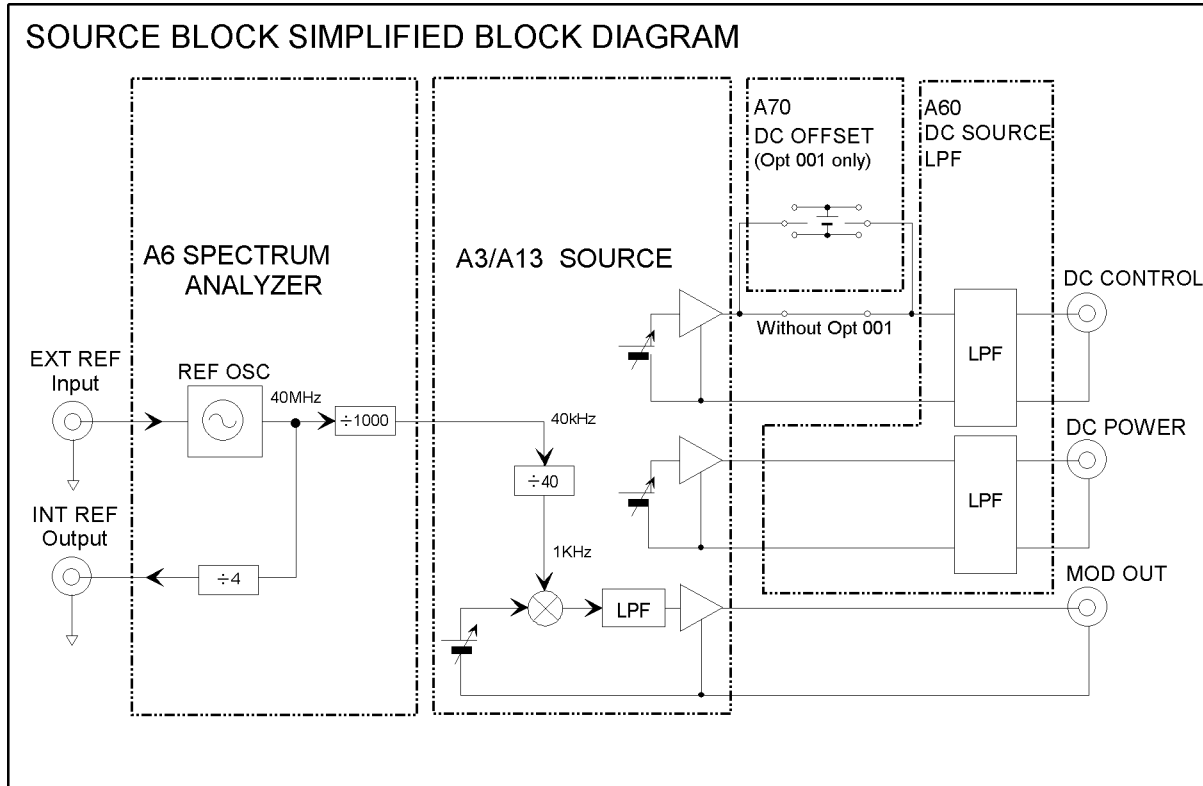 SOURCE BLOCK SIMPLIFIED BLOCK DIAGRAM
A70
DC OFFSET
(Opt 001 only)
A60
DC SOURCE
LPF
A6 SPECTRUM
ANALYZER
A3/A13 SOURCE
DC CONTROL
Without Opt 001
LPF
EXT REF
Input
REF OSC
40MHz
÷1000
40kHz
DC POWER
÷40
LPF
INT REF
Output
1KHz
÷4
MOD OUT
LPF